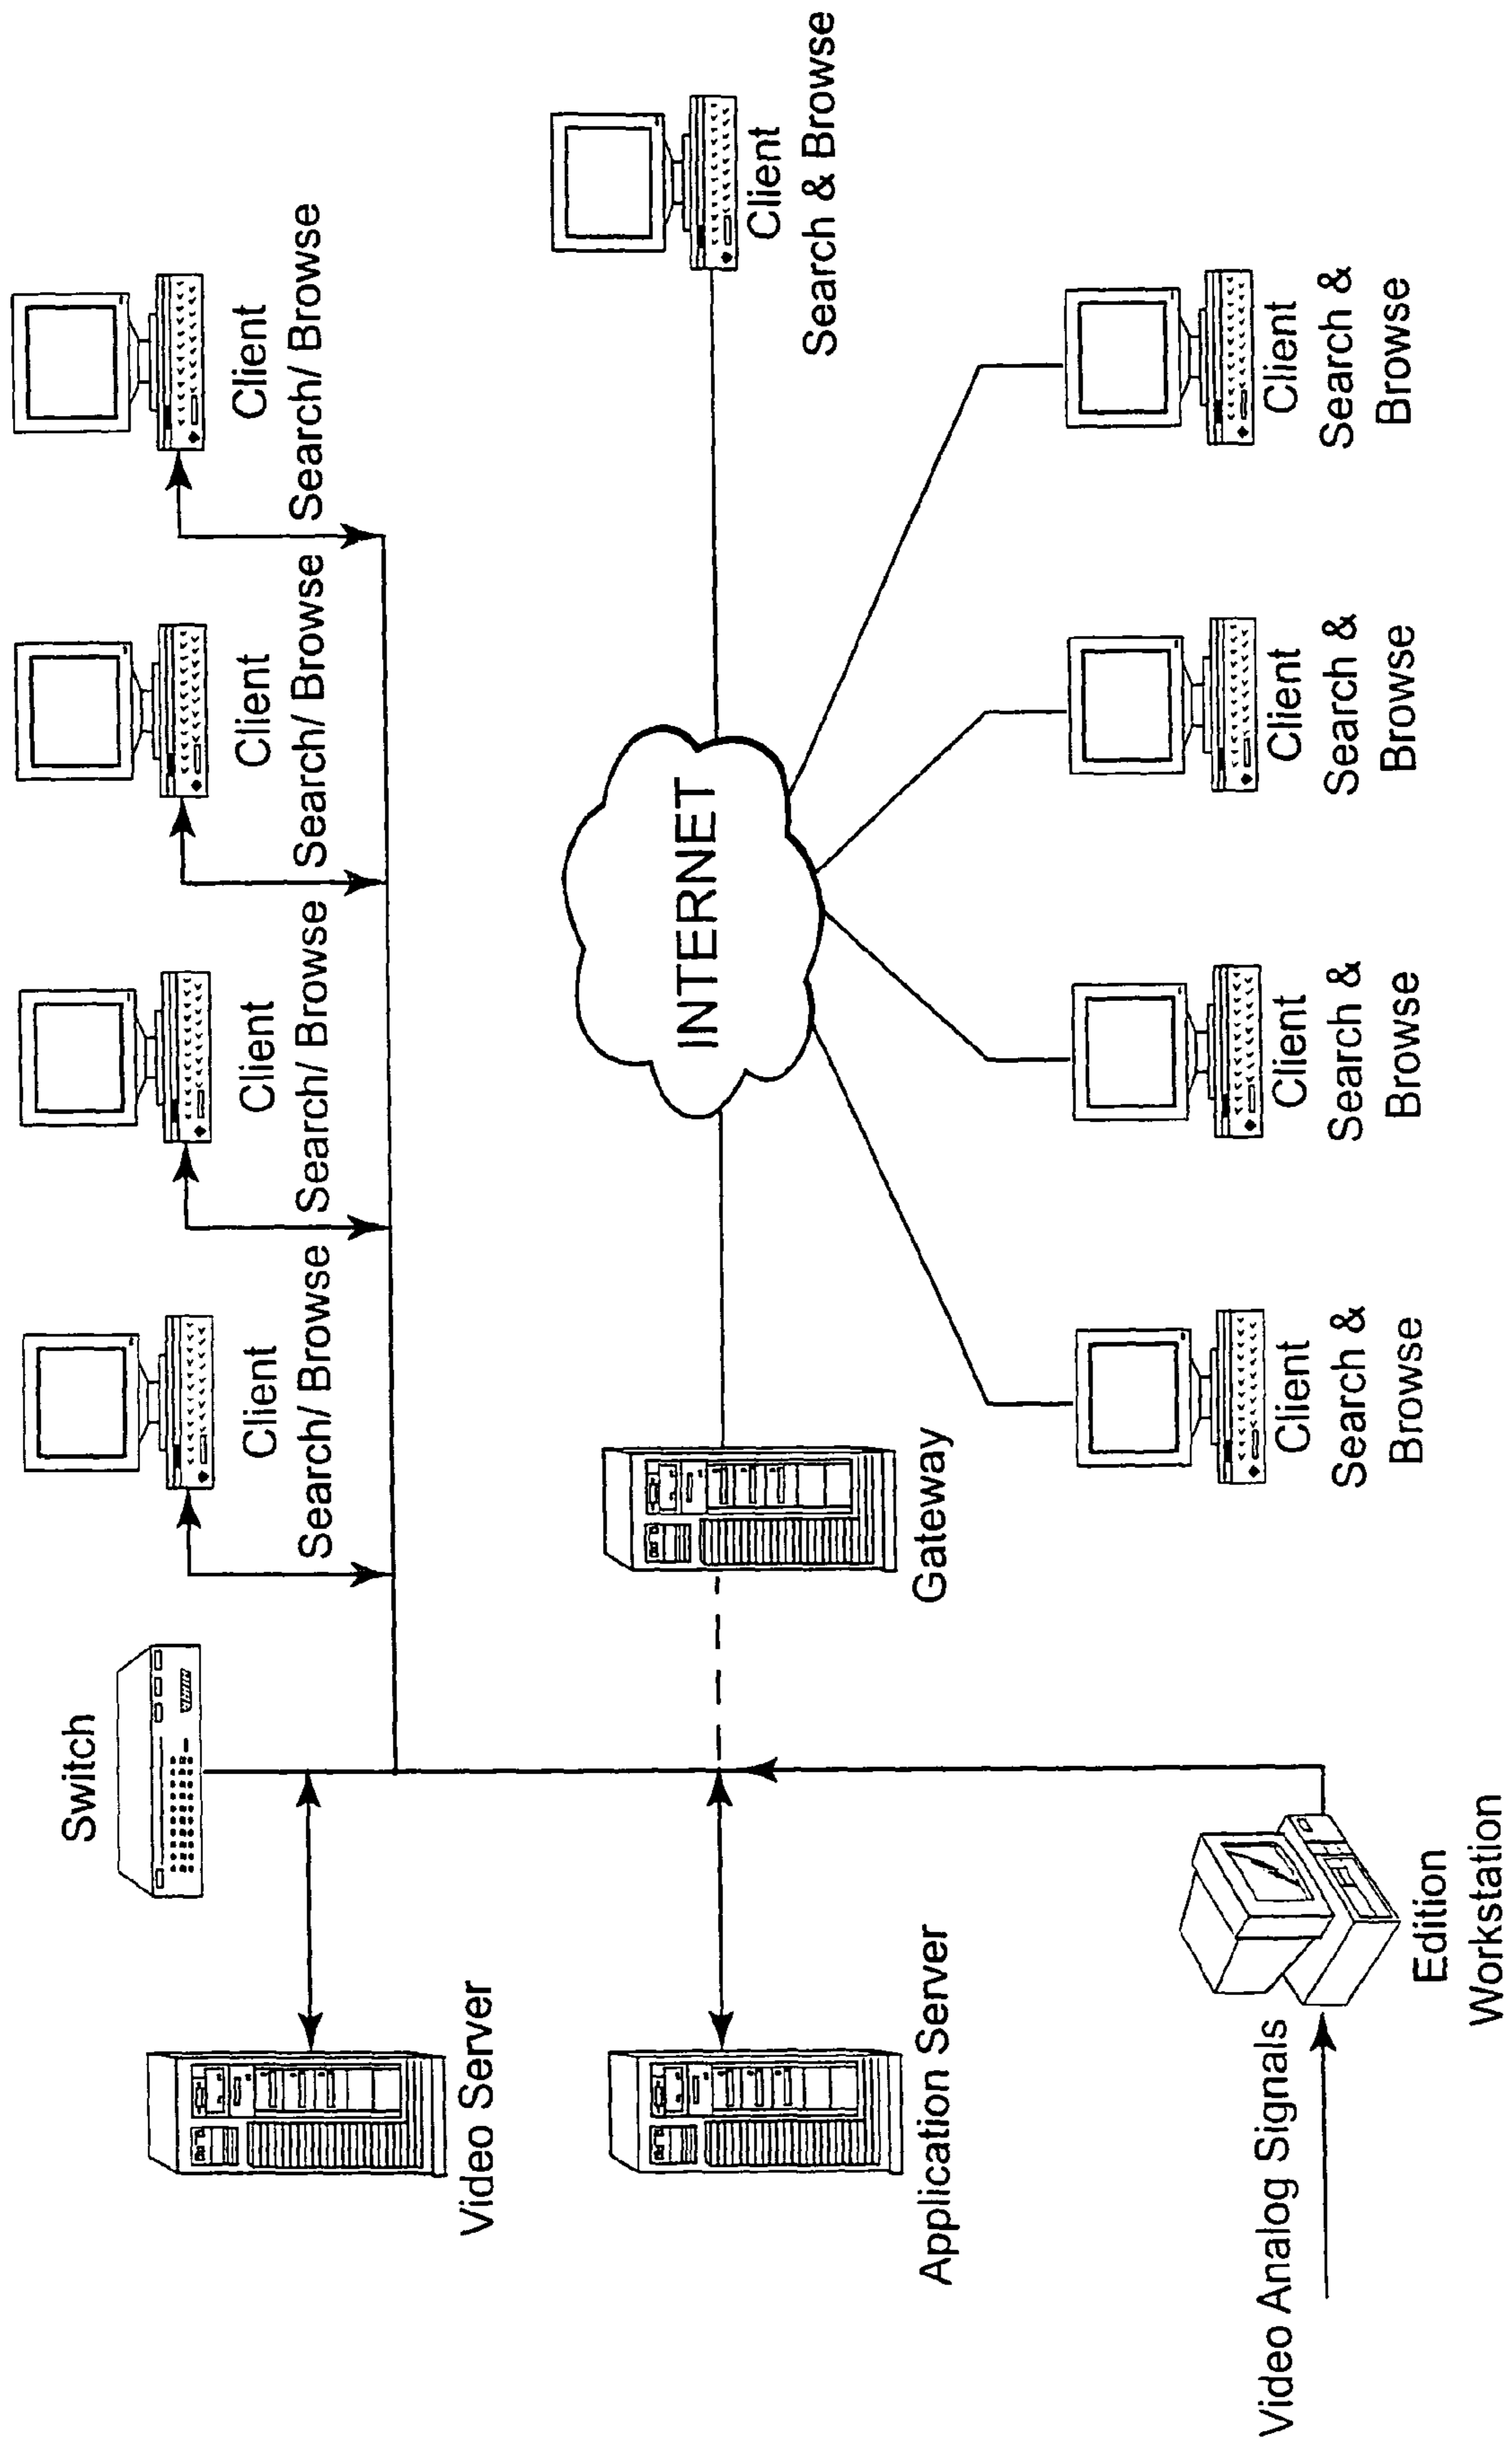 Switch
Client
Search/ Browse
Client
Search/ Browse
Client
Search/ Browse
Client
Search/ Browse
Video Server
INTERNET
Client
Search & Browse
Application Server
Gateway
Video Analog Signals
Edition
Workstation
Client
Search &
Browse
Client
Search &
Browse
Client
Search &
Browse
Client
Search &
Browse